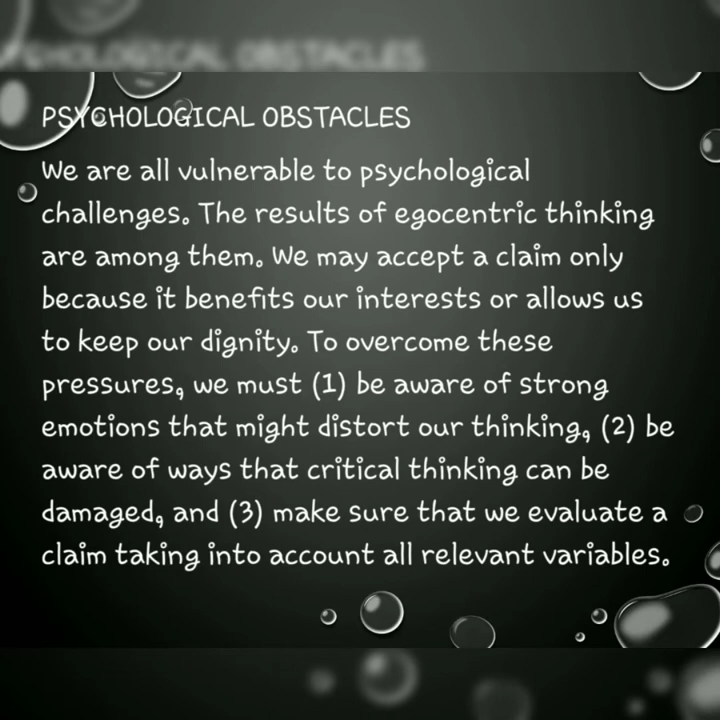 PSYCHOLOGICAL OBSTACLES
We are all vulnerable to psychological
challenges. The results of egocentric thinking
are among them. We may accept a claim only
because it benefits our interests or allows us
to keep our dignity. To overcome these
pressures, we must (1) be aware of strong
emotions that might distort our thinking, (2) be
aware of ways that critical thinking can be
damaged, and (3) make sure that we evaluate a
claim taking into account all relevant variables.